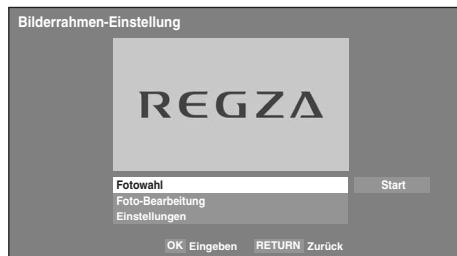 Bilderrahmen-Einstellung
REGZA
Fotowahl Start
Foto-Bearbeitung
Einstellungen
OK Eingeben RETURN Zurück